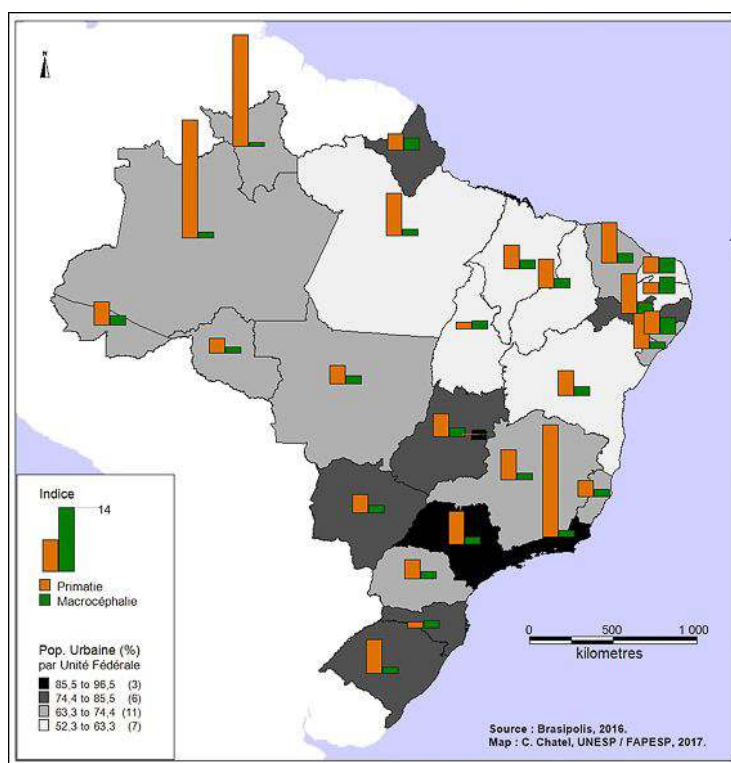 N
Indice
14
Primatie
Macrocéphalie
Pop. Urbaine (%)
par Unité Fédérale
85,5 to 96,5 (3)
74,4 to 85,5 (6)
63,3 to 74,4 (11)
52,3 to 63,3 (7)
0 500 1 000
kilometres
Source : Brasipolis, 2016.
Map : C. Chatel, UNESP / FAPESP, 2017.